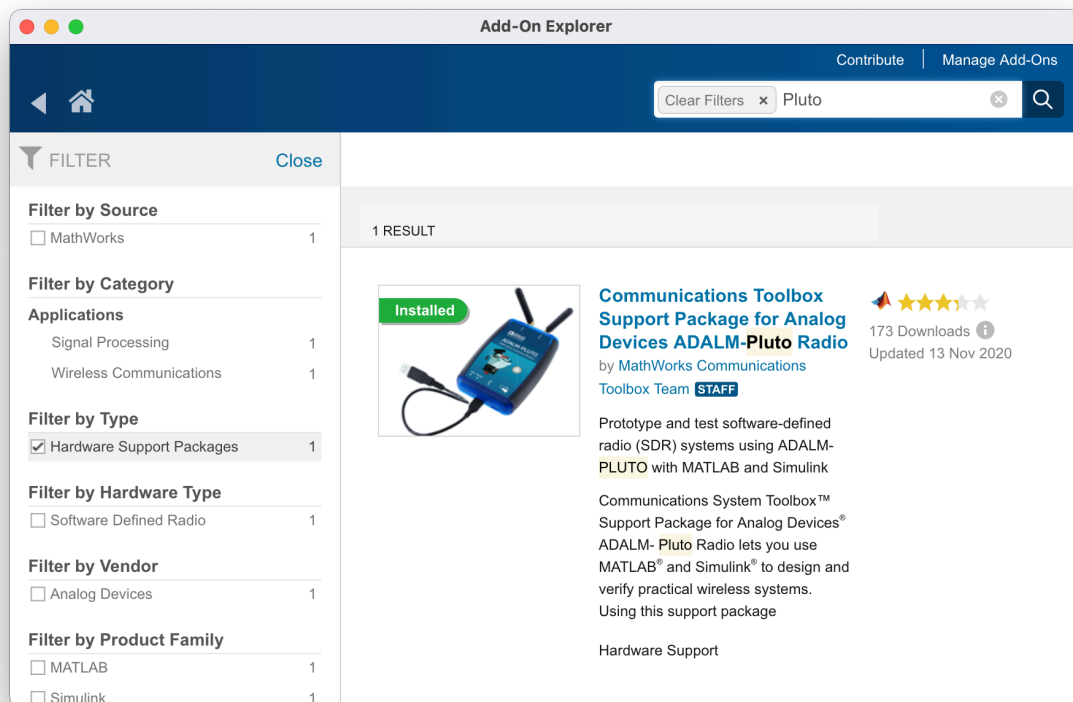 Add-On Explorer
Contribute
Manage Add-Ons
Clear Filters × Pluto
FILTER
Close
Filter by Source
MathWorks 1
Filter by Category
Applications
Signal Processing 1
Wireless Communications 1
Filter by Type
Hardware Support Packages 1
Filter by Hardware Type
Software Defined Radio 1
Filter by Vendor
Analog Devices 1
Filter by Product Family
MATLAB 1
Simulink 1
1 RESULT
Installed
ADALM-PLUTO
Communications Toolbox
Support Package for Analog
Devices ADALM-Pluto Radio
by MathWorks Communications
Toolbox Team STAFF
Prototype and test software-defined
radio (SDR) systems using ADALM-
PLUTO with MATLAB and Simulink
Communications System Toolbox™
Support Package for Analog Devices®
ADALM- Pluto Radio lets you use
MATLAB® and Simulink® to design and
verify practical wireless systems.
Using this support package
Hardware Support
173 Downloads
Updated 13 Nov 2020